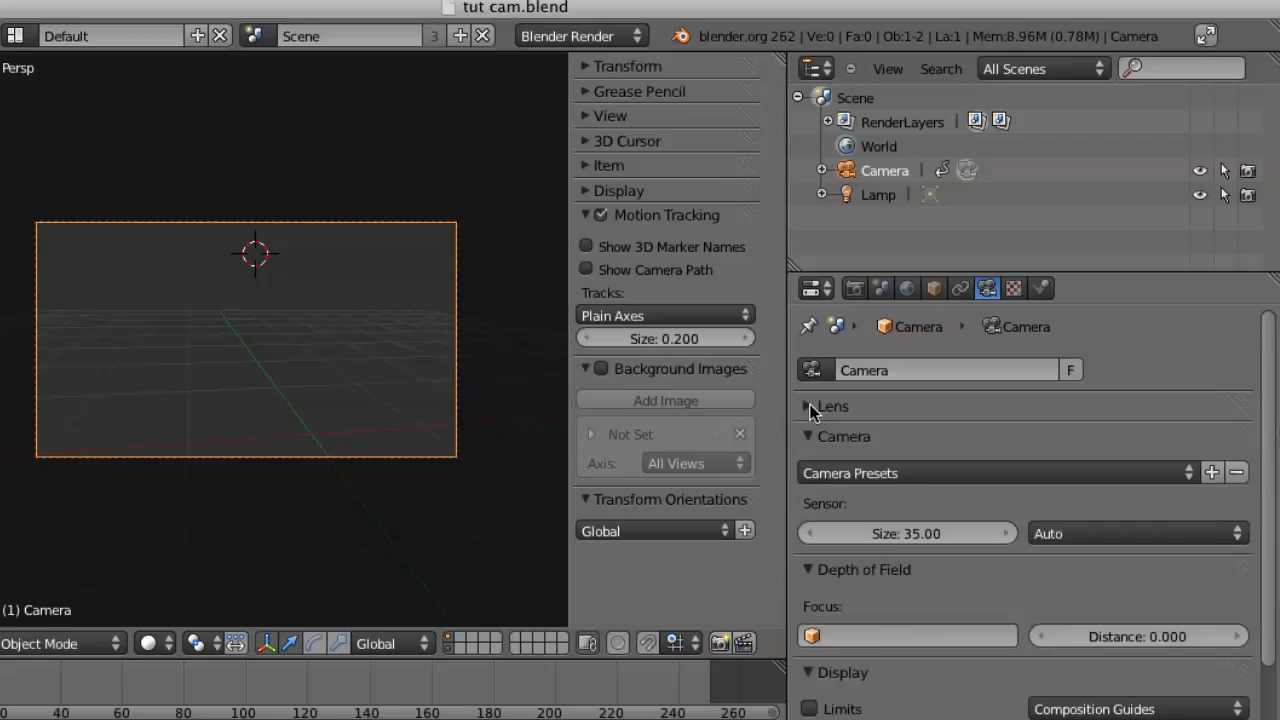 tut cam.blend
Default
Scene
3
Blender Render
blender.org 262 | Ve:0 | Fa:0 | Ob:1-2 | La:1 | Mem:8.96M (0.78M) | Camera
Persp
(1) Camera
Transform
Grease Pencil
View
3D Cursor
Item
Display
Motion Tracking
Show 3D Marker Names
Show Camera Path
Tracks:
Plain Axes
Size: 0.200
Background Images
Add Image
Not Set
Axis: All Views
Transform Orientations
Global
View Search All Scenes
Scene
RenderLayers |
World
Camera |
Lamp |
Camera Camera
Camera F
Lens
Camera
Camera Presets
Sensor:
Size: 35.00 Auto
Depth of Field
Focus:
Distance: 0.000
Display
Limits Composition Guides
Object Mode Global
40 60 80 100 120 140 160 180 200 220 240 260